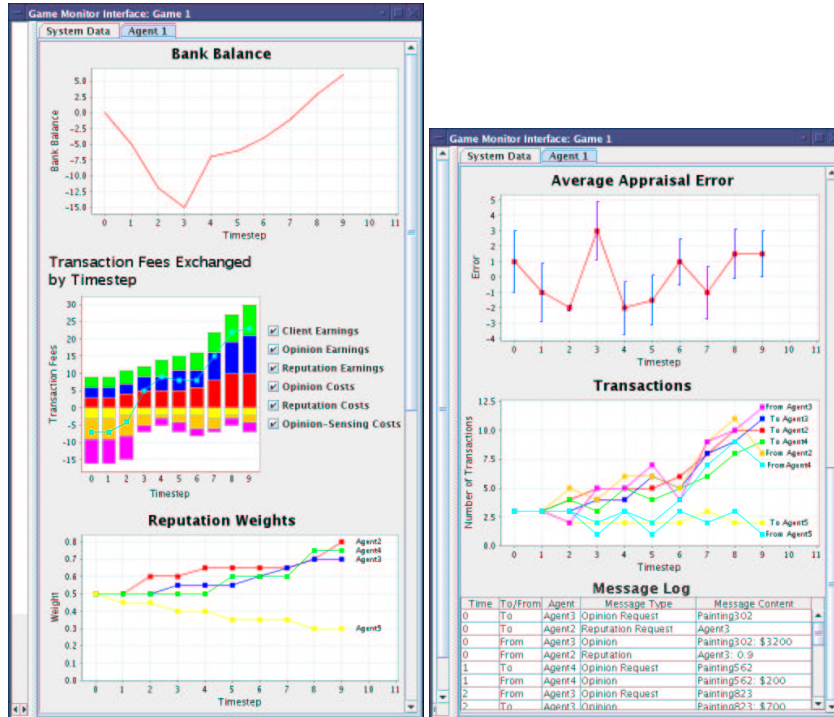 Game Monitor Interface: Game 1
System Data Agent 1
Bank Balance
Bank Balance
5.0
2.5
0.0
-2.5
-5.0
-7.5
-10.0
-12.5
-15.0
0 1 2 3 4 5 6 7 8 9 10 11
Timestep
Transaction Fees Exchanged
by Timestep
Transaction Fees
30
25
20
15
10
5
0
-5
-10
-15
0 1 2 3 4 5 6 7 8 9
Timestep
Client Earnings
Opinion Earnings
Reputation Earnings
Opinion Costs
Reputation Costs
Opinion-Sensing Costs
Reputation Weights
Weight
0.8
0.7
0.6
0.5
0.4
0.3
0.2
0.1
0.0
Agent2
Agent4
Agent3
Agent5
0 1 2 3 4 5 6 7 8 9 10 11
Timestep
Game Monitor Interface: Game 1
System Data Agent 1
Average Appraisal Error
Error
5
4
3
2
1
0
-1
-2
-3
-4
0 1 2 3 4 5 6 7 8 9 10 11
Timestep
Transactions
Number of Transactions
12.5
10.0
7.5
5.0
2.5
0.0
From Agent3
To Agent3
To Agent2
To Agent4
From Agent2
From Agent4
To Agent5
From Agent5
0 1 2 3 4 5 6 7 8 9 10 11
Timestep
Message Log
Time To/From Agent Message Type Message Content
0 To Agent3 Opinion Request Painting302
0 To Agent2 Reputation Request Agent3
0 From Agent3 Opinion Painting302: $3200
0 From Agent2 Reputation Agent3: 0.9
1 To Agent4 Opinion Request Painting562
1 From Agent4 Opinion Painting562: $200
2 From Agent3 Opinion Request Painting823
2 To Agent3 Opinion Painting823: $700